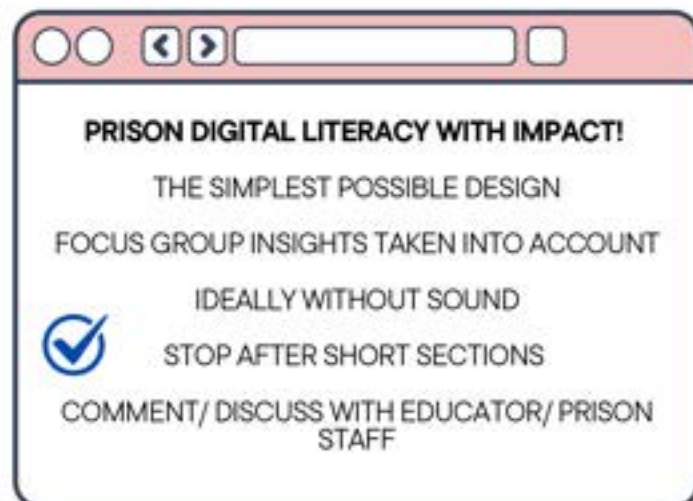 PRISON DIGITAL LITERACY WITH IMPACT!
THE SIMPLEST POSSIBLE DESIGN
FOCUS GROUP INSIGHTS TAKEN INTO ACCOUNT
IDEALLY WITHOUT SOUND
STOP AFTER SHORT SECTIONS
COMMENT/ DISCUSS WITH EDUCATOR/ PRISON
STAFF